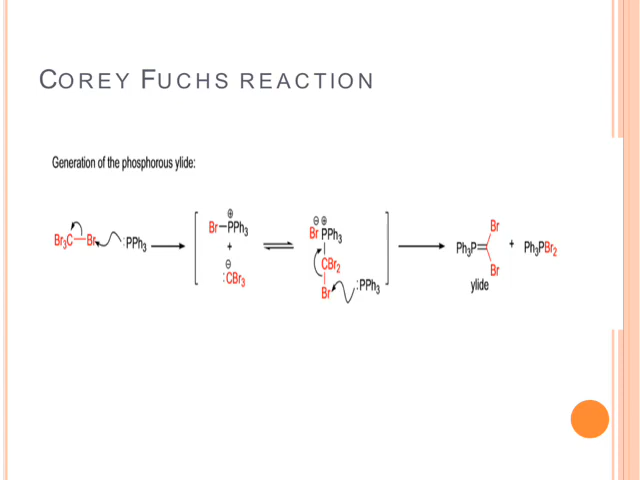 COREY FUCHS REACTION
Generation of the phosphorous ylide:
Br3C—Br :PPh3
Br—PPh3
⊕
+
⊖
:CBr3
⊖ ⊕
Br PPh3
CBr2
Br :PPh3
Br
Ph3P= + Ph3PBr2
Br
ylide